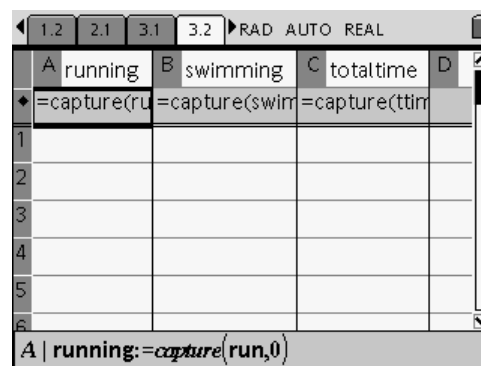 1.2 2.1 3.1 3.2 RAD AUTO REAL
A running B swimming C totaltime D
◆ =capture(ru =capture(swim =capture(ttim
1
2
3
4
5
6
A | running:=capture(run,0)